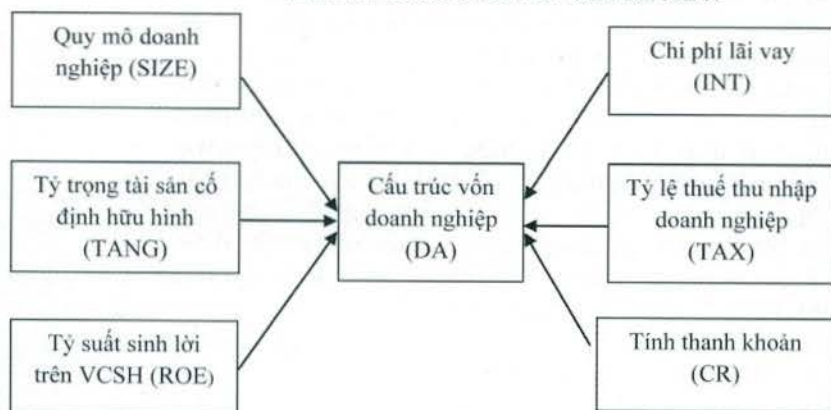 Quy mô doanh
nghiệp (SIZE)
Tỷ trọng tài sản cố
định hữu hình
(TANG)
Tỷ suất sinh lời
trên VCSH (ROE)
Cấu trúc vốn
doanh nghiệp
(DA)
Chi phí lãi vay
(INT)
Tỷ lệ thuế thu nhập
doanh nghiệp
(TAX)
Tính thanh khoản
(CR)